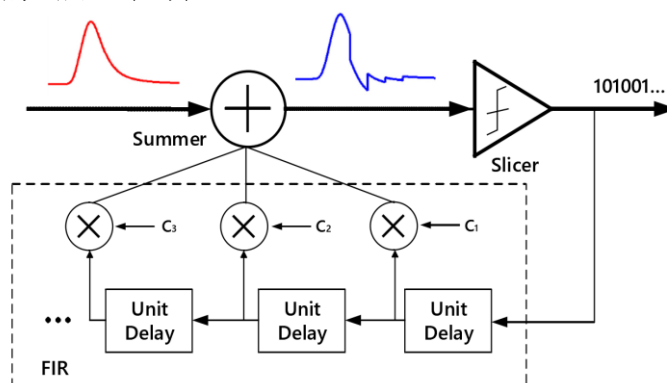 101001...
Summer
Slicer
C₃
C₂
C₁
Unit
Delay
Unit
Delay
Unit
Delay
...
FIR